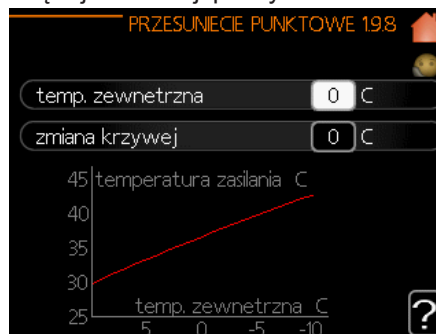 PRZESUNIECIE PUNKTOWE 1.9.8
temp. zewnetrzna 0 C
zmiana krzywej 0 C
45 temperatura zasilania C
40
35
30
25
temp. zewnetrzna C
5 0 -5 -10
?